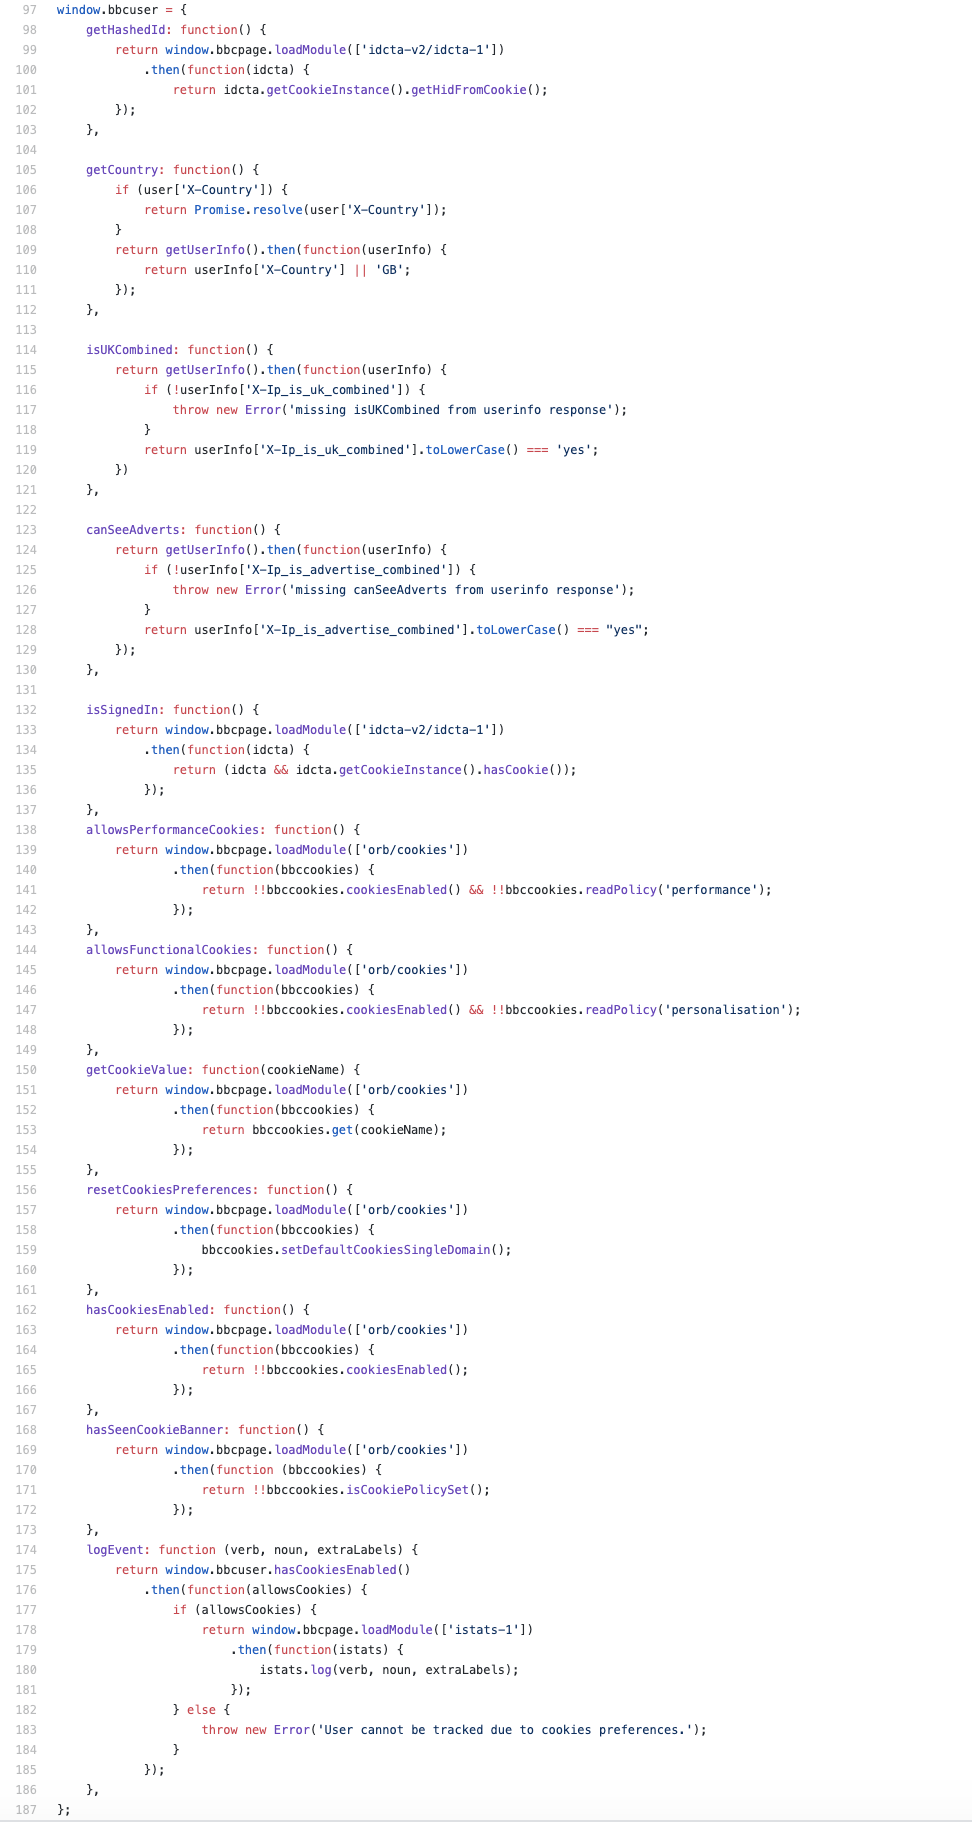 97 window.bbcuser = {
98     getHashedId: function() {
99         return window.bbcpage.loadModule(['idcta-v2/idcta-1'])
100             .then(function(idcta) {
101                 return idcta.getCookieInstance().getHidFromCookie();
102         });
103     },
104
105     getCountry: function() {
106         if (user['X-Country']) {
107             return Promise.resolve(user['X-Country']);
108         }
109         return getUserInfo().then(function(userInfo) {
110             return userInfo['X-Country'] || 'GB';
111         });
112     },
113
114     isUKCombined: function() {
115         return getUserInfo().then(function(userInfo) {
116             if (!userInfo['X-Ip_is_uk_combined']) {
117                 throw new Error('missing isUKCombined from userinfo response');
118             }
119             return userInfo['X-Ip_is_uk_combined'].toLowerCase() === 'yes';
120         })
121     },
122
123     canSeeAdverts: function() {
124         return getUserInfo().then(function(userInfo) {
125             if (!userInfo['X-Ip_is_advertise_combined']) {
126                 throw new Error('missing canSeeAdverts from userinfo response');
127             }
128             return userInfo['X-Ip_is_advertise_combined'].toLowerCase() === "yes";
129         });
130     },
131
132     isSignedIn: function() {
133         return window.bbcpage.loadModule(['idcta-v2/idcta-1'])
134             .then(function(idcta) {
135                 return (idcta && idcta.getCookieInstance().hasCookie());
136             });
137     },
138     allowsPerformanceCookies: function() {
139         return window.bbcpage.loadModule(['orb/cookies'])
140                 .then(function(bbccookies) {
141                     return !!bbccookies.cookiesEnabled() && !!bbccookies.readPolicy('performance');
142                 });
143     },
144     allowsFunctionalCookies: function() {
145         return window.bbcpage.loadModule(['orb/cookies'])
146                 .then(function(bbccookies) {
147                     return !!bbccookies.cookiesEnabled() && !!bbccookies.readPolicy('personalisation');
148                 });
149     },
150     getCookieValue: function(cookieName) {
151         return window.bbcpage.loadModule(['orb/cookies'])
152                 .then(function(bbccookies) {
153                     return bbccookies.get(cookieName);
154                 });
155     },
156     resetCookiesPreferences: function() {
157         return window.bbcpage.loadModule(['orb/cookies'])
158                 .then(function(bbccookies) {
159                     bbccookies.setDefaultCookiesSingleDomain();
160                 });
161     },
162     hasCookiesEnabled: function() {
163         return window.bbcpage.loadModule(['orb/cookies'])
164                 .then(function(bbccookies) {
165                     return !!bbccookies.cookiesEnabled();
166                 });
167     },
168     hasSeenCookieBanner: function() {
169         return window.bbcpage.loadModule(['orb/cookies'])
170                 .then(function (bbccookies) {
171                     return !!bbccookies.isCookiePolicySet();
172                 });
173     },
174     logEvent: function (verb, noun, extraLabels) {
175         return window.bbcuser.hasCookiesEnabled()
176             .then(function(allowsCookies) {
177                 if (allowsCookies) {
178                     return window.bbcpage.loadModule(['istats-1'])
179                         .then(function(istats) {
180                             istats.log(verb, noun, extraLabels);
181                         });
182                 } else {
183                     throw new Error('User cannot be tracked due to cookies preferences.');
184                 }
185             });
186     },
187 };